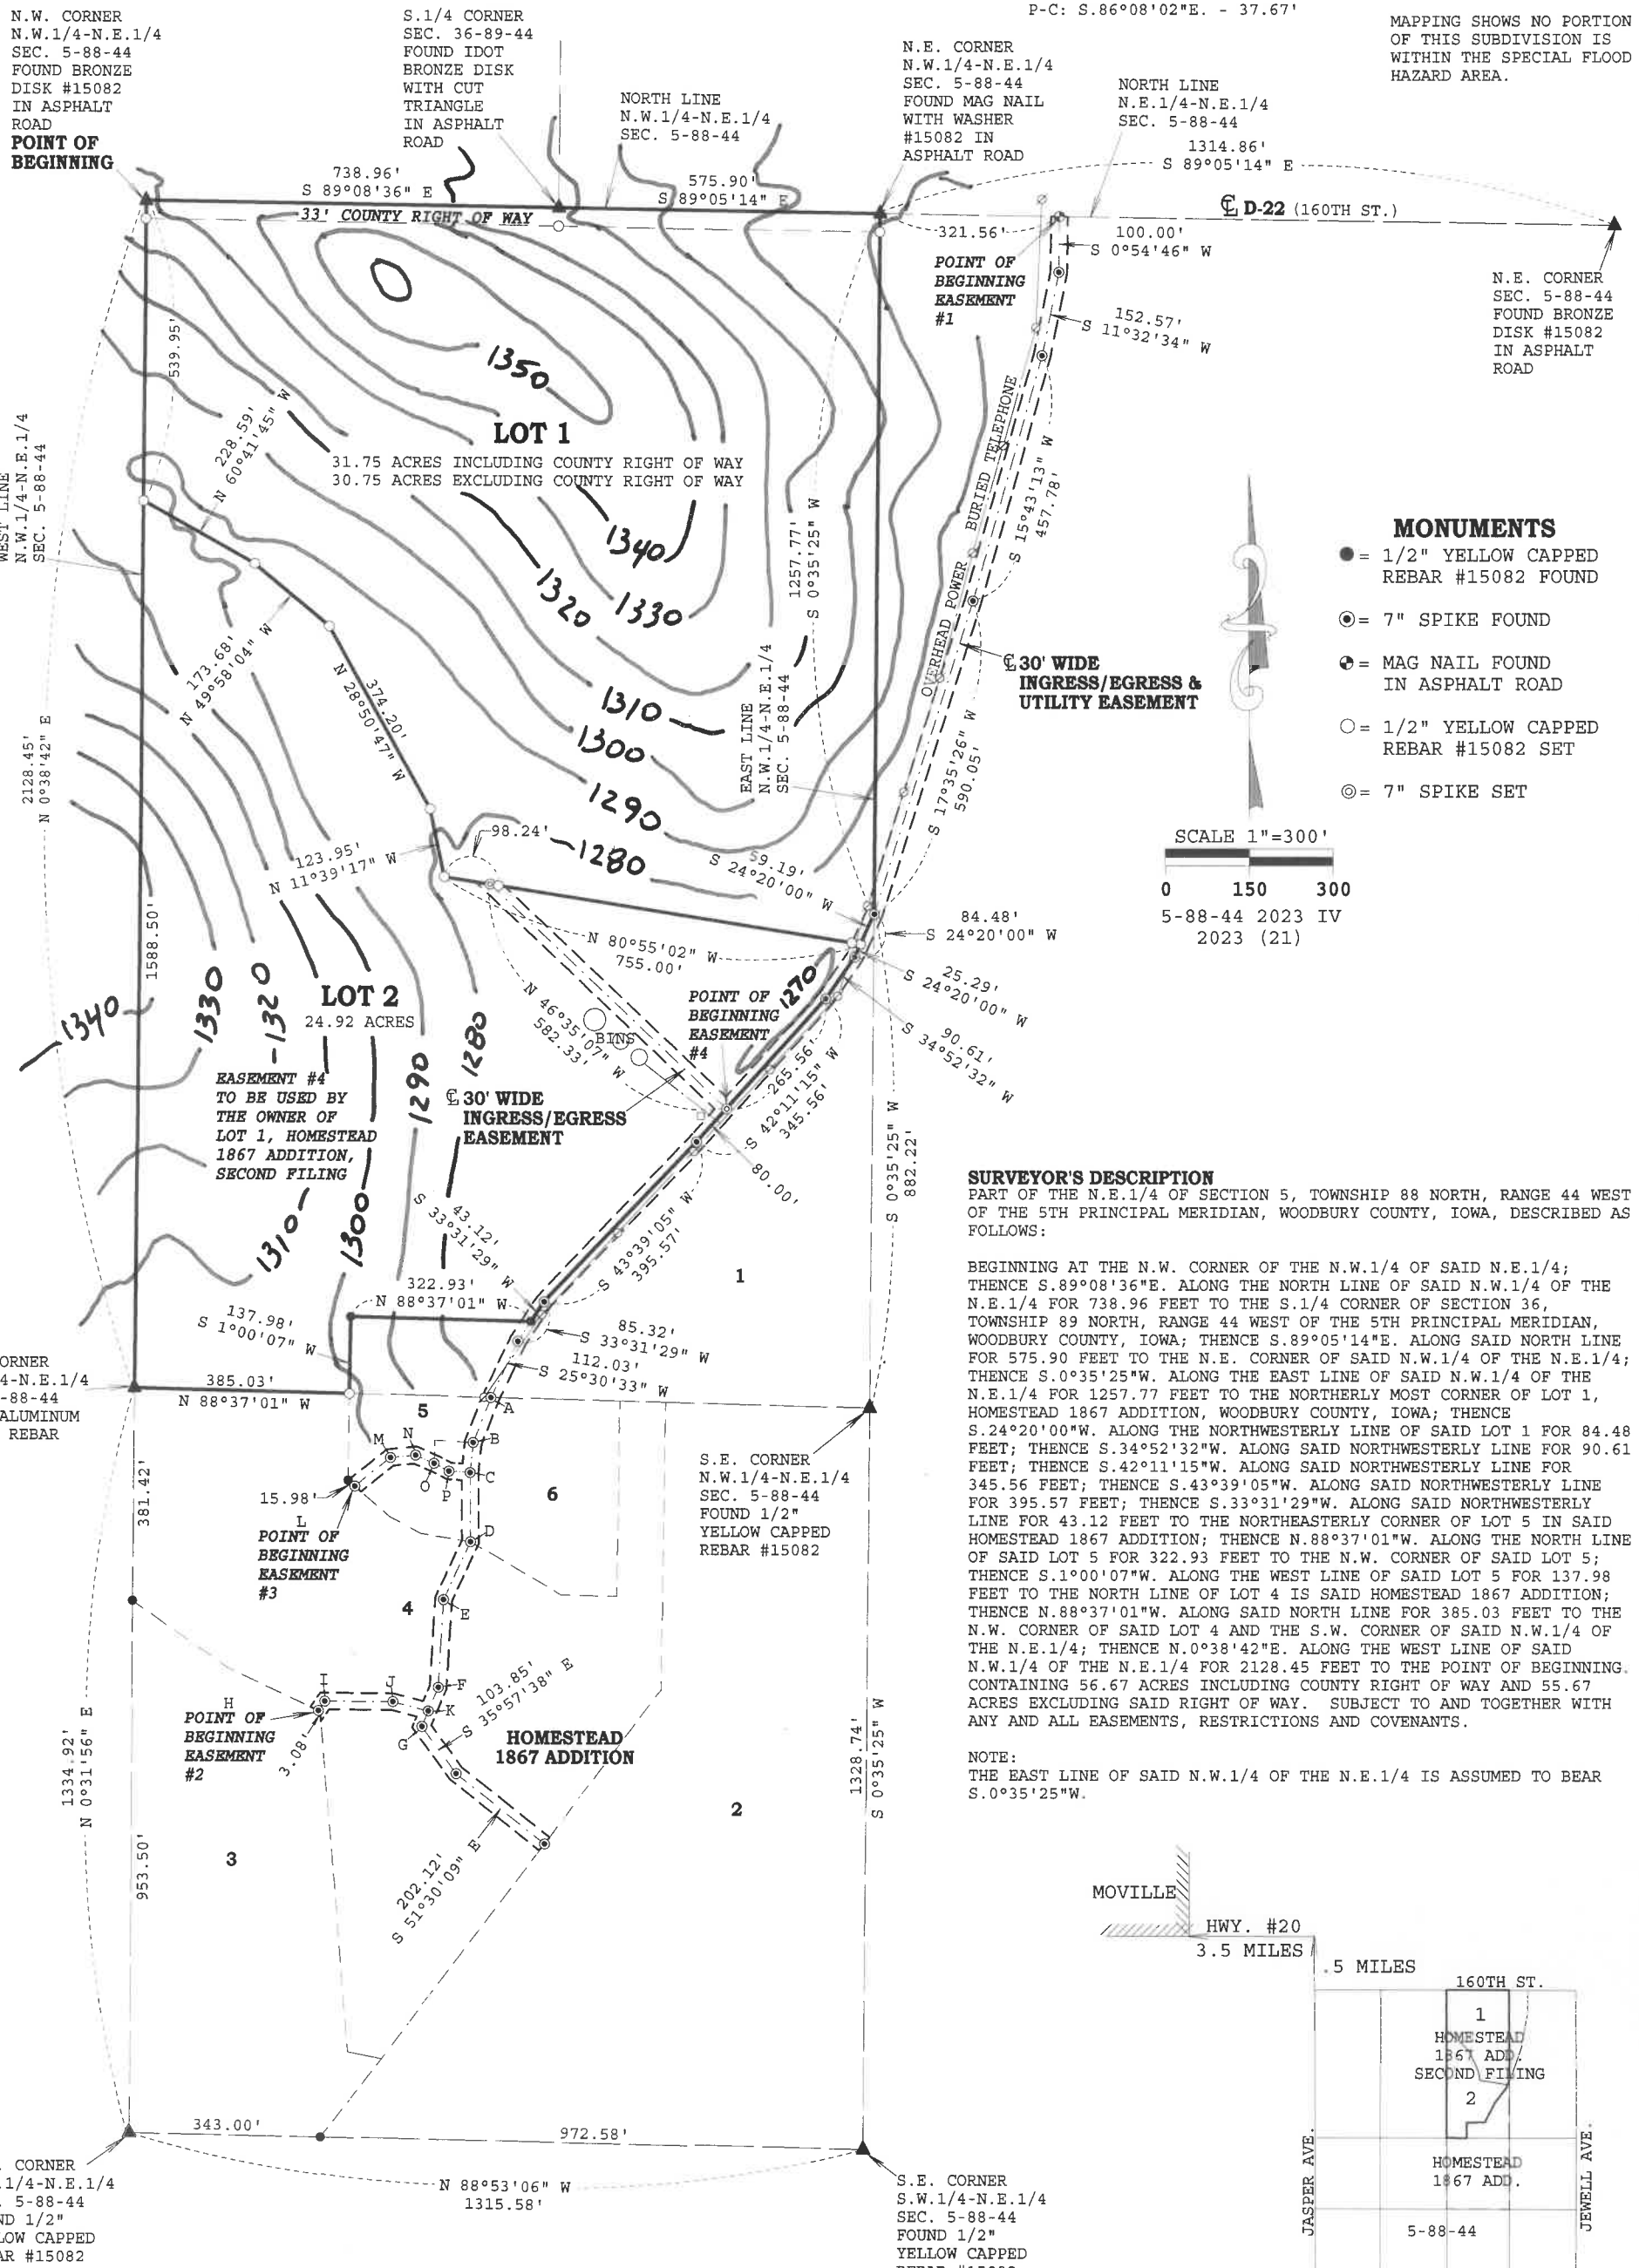 P-C: S.86°08'02"E. - 37.67'
MAPPING SHOWS NO PORTION
OF THIS SUBDIVISION IS
WITHIN THE SPECIAL FLOOD
HAZARD AREA.
N.W. CORNER
N.W.1/4-N.E.1/4
SEC. 5-88-44
FOUND BRONZE
DISK #15082
IN ASPHALT
ROAD
POINT OF
BEGINNING
S.1/4 CORNER
SEC. 36-89-44
FOUND IDOT
BRONZE DISK
WITH CUT
TRIANGLE
IN ASPHALT
ROAD
NORTH LINE
N.W.1/4-N.E.1/4
SEC. 5-88-44
N.E. CORNER
N.W.1/4-N.E.1/4
SEC. 5-88-44
FOUND MAG NAIL
WITH WASHER
#15082 IN
ASPHALT ROAD
NORTH LINE
N.E.1/4-N.E.1/4
SEC. 5-88-44
1314.86'
S 89°05'14" E
738.96'
S 89°08'36" E
575.90'
S 89°05'14" E
33' COUNTY RIGHT OF WAY
℄ D-22 (160TH ST.)
321.56'
100.00'
S 0°54'46" W
POINT OF
BEGINNING
EASEMENT
#1
152.57'
S 11°32'34" W
N.E. CORNER
SEC. 5-88-44
FOUND BRONZE
DISK #15082
IN ASPHALT
ROAD
539.95'
1350
LOT 1
31.75 ACRES INCLUDING COUNTY RIGHT OF WAY
30.75 ACRES EXCLUDING COUNTY RIGHT OF WAY
228.59'
N 60°41'45" W
WEST LINE
N.W.1/4-N.E.1/4
SEC. 5-88-44
1340
1330
1320
1310
1300
1290
1280
1257.77'
S 0°35'25" W
BURIED TELEPHONE
OVERHEAD POWER
S 15°43'13" W
457.78'
MONUMENTS
● = 1/2" YELLOW CAPPED
REBAR #15082 FOUND
= 7" SPIKE FOUND
= MAG NAIL FOUND
IN ASPHALT ROAD
○ = 1/2" YELLOW CAPPED
REBAR #15082 SET
◎ = 7" SPIKE SET
173.68'
N 49°58'04" W
374.20'
N 28°50'47" W
℄ 30' WIDE
INGRESS/EGRESS &
UTILITY EASEMENT
EAST LINE
N.W.1/4-N.E.1/4
SEC. 5-88-44
S 17°35'26" W
590.05'
2128.45'
N 0°38'42" E
SCALE 1"=300'
0 150 300
5-88-44 2023 IV
2023 (21)
123.95'
N 11°39'17" W
98.24'
59.19'
S 24°20'00" W
84.48'
S 24°20'00" W
N 80°55'02" W
755.00'
25.29'
S 24°20'00" W
90.61'
S 34°52'32" W
1588.50'
1340
1330
1320
1290
1280
1270
LOT 2
24.92 ACRES
N 46°35'07" W
582.33'
BINS
POINT OF
BEGINNING
EASEMENT
#4
265.56'
S 42°11'15" W
345.56'
80.00'
EASEMENT #4
TO BE USED BY
THE OWNER OF
LOT 1, HOMESTEAD
1867 ADDITION,
SECOND FILING
℄ 30' WIDE
INGRESS/EGRESS
EASEMENT
1310
1300
43.12'
S 33°31'29" W
S 43°39'05" W
395.57'
S 0°35'25" W
882.22'
1
322.93'
N 88°37'01" W
137.98'
S 1°00'07" W
85.32'
S 33°31'29" W
112.03'
S 25°30'33" W
385.03'
N 88°37'01" W
ORNER
4-N.E.1/4
-88-44
ALUMINUM
REBAR
SURVEYOR'S DESCRIPTION
PART OF THE N.E.1/4 OF SECTION 5, TOWNSHIP 88 NORTH, RANGE 44 WEST
OF THE 5TH PRINCIPAL MERIDIAN, WOODBURY COUNTY, IOWA, DESCRIBED AS
FOLLOWS:
BEGINNING AT THE N.W. CORNER OF THE N.W.1/4 OF SAID N.E.1/4;
THENCE S.89°08'36"E. ALONG THE NORTH LINE OF SAID N.W.1/4 OF THE
N.E.1/4 FOR 738.96 FEET TO THE S.1/4 CORNER OF SECTION 36,
TOWNSHIP 89 NORTH, RANGE 44 WEST OF THE 5TH PRINCIPAL MERIDIAN,
WOODBURY COUNTY, IOWA; THENCE S.89°05'14"E. ALONG SAID NORTH LINE
FOR 575.90 FEET TO THE N.E. CORNER OF SAID N.W.1/4 OF THE N.E.1/4;
THENCE S.0°35'25"W. ALONG THE EAST LINE OF SAID N.W.1/4 OF THE
N.E.1/4 FOR 1257.77 FEET TO THE NORTHERLY MOST CORNER OF LOT 1,
HOMESTEAD 1867 ADDITION, WOODBURY COUNTY, IOWA; THENCE
S.24°20'00"W. ALONG THE NORTHWESTERLY LINE OF SAID LOT 1 FOR 84.48
FEET; THENCE S.34°52'32"W. ALONG SAID NORTHWESTERLY LINE FOR 90.61
FEET; THENCE S.42°11'15"W. ALONG SAID NORTHWESTERLY LINE FOR
345.56 FEET; THENCE S.43°39'05"W. ALONG SAID NORTHWESTERLY LINE
FOR 395.57 FEET; THENCE S.33°31'29"W. ALONG SAID NORTHWESTERLY
LINE FOR 43.12 FEET TO THE NORTHEASTERLY CORNER OF LOT 5 IN SAID
HOMESTEAD 1867 ADDITION; THENCE N.88°37'01"W. ALONG THE NORTH LINE
OF SAID LOT 5 FOR 322.93 FEET TO THE N.W. CORNER OF SAID LOT 5;
THENCE S.1°00'07"W. ALONG THE WEST LINE OF SAID LOT 5 FOR 137.98
FEET TO THE NORTH LINE OF LOT 4 IS SAID HOMESTEAD 1867 ADDITION;
THENCE N.88°37'01"W. ALONG SAID NORTH LINE FOR 385.03 FEET TO THE
N.W. CORNER OF SAID LOT 4 AND THE S.W. CORNER OF SAID N.W.1/4 OF
THE N.E.1/4; THENCE N.0°38'42"E. ALONG THE WEST LINE OF SAID
N.W.1/4 OF THE N.E.1/4 FOR 2128.45 FEET TO THE POINT OF BEGINNING.
CONTAINING 56.67 ACRES INCLUDING COUNTY RIGHT OF WAY AND 55.67
ACRES EXCLUDING SAID RIGHT OF WAY. SUBJECT TO AND TOGETHER WITH
ANY AND ALL EASEMENTS, RESTRICTIONS AND COVENANTS.
NOTE:
THE EAST LINE OF SAID N.W.1/4 OF THE N.E.1/4 IS ASSUMED TO BEAR
S.0°35'25"W.
5
A
B
C
D
E
F
G
K
M
N
O
P
6
15.98'
L
POINT OF
BEGINNING
EASEMENT
#3
S.E. CORNER
N.W.1/4-N.E.1/4
SEC. 5-88-44
FOUND 1/2"
YELLOW CAPPED
REBAR #15082
381.42'
4
I
J
H
POINT OF
BEGINNING
EASEMENT
#2
3.08'
103.85'
S 35°57'38" E
HOMESTEAD
1867 ADDITION
1334.92'
N 0°31'56" E
1328.74'
S 0°35'25" W
2
3
953.50'
202.12'
S 51°30'09" E
343.00'
972.58'
N 88°53'06" W
1315.58'
CORNER
.1/4-N.E.1/4
. 5-88-44
ND 1/2"
LOW CAPPED
AR #15082
S.E. CORNER
S.W.1/4-N.E.1/4
SEC. 5-88-44
FOUND 1/2"
YELLOW CAPPED
REBAR #15082
MOVILLE
HWY. #20
3.5 MILES
.5 MILES
160TH ST.
1
HOMESTEAD
1867 ADD.
SECOND FILING
2
HOMESTEAD
1867 ADD.
JASPER AVE.
JEWELL AVE.
5-88-44